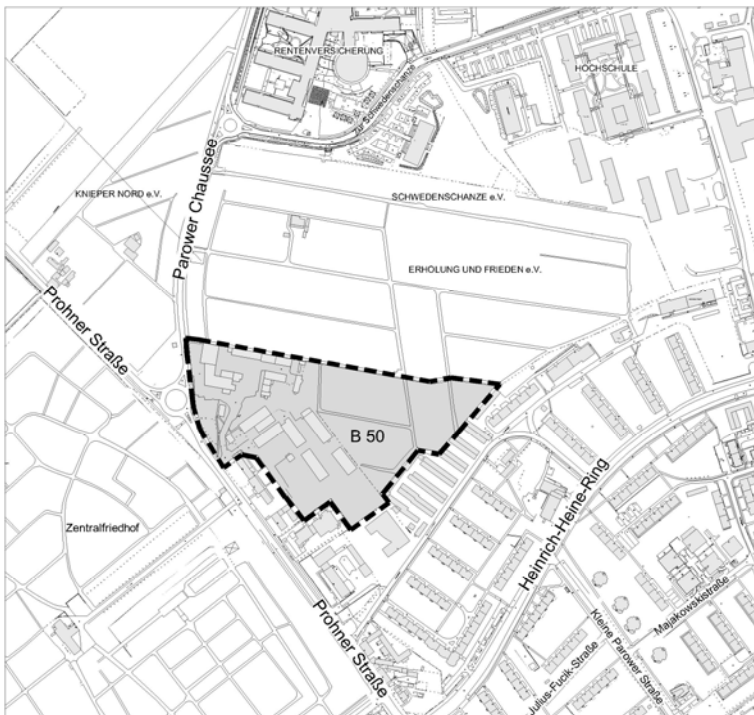 RENTENVERSICHERUNG
HOCHSCHULE
Zur Schwedenschanze
KNIEPER NORD e.V.
Parower Chaussee
SCHWEDENSCHANZE e.V.
ERHOLUNG UND FRIEDEN e.V.
Prohner Straße
B 50
Zentralfriedhof
Heinrich-Heine-Ring
Prohner Straße
Majakowskistraße
Kleine Parower Straße
Julius-Fucik-Straße